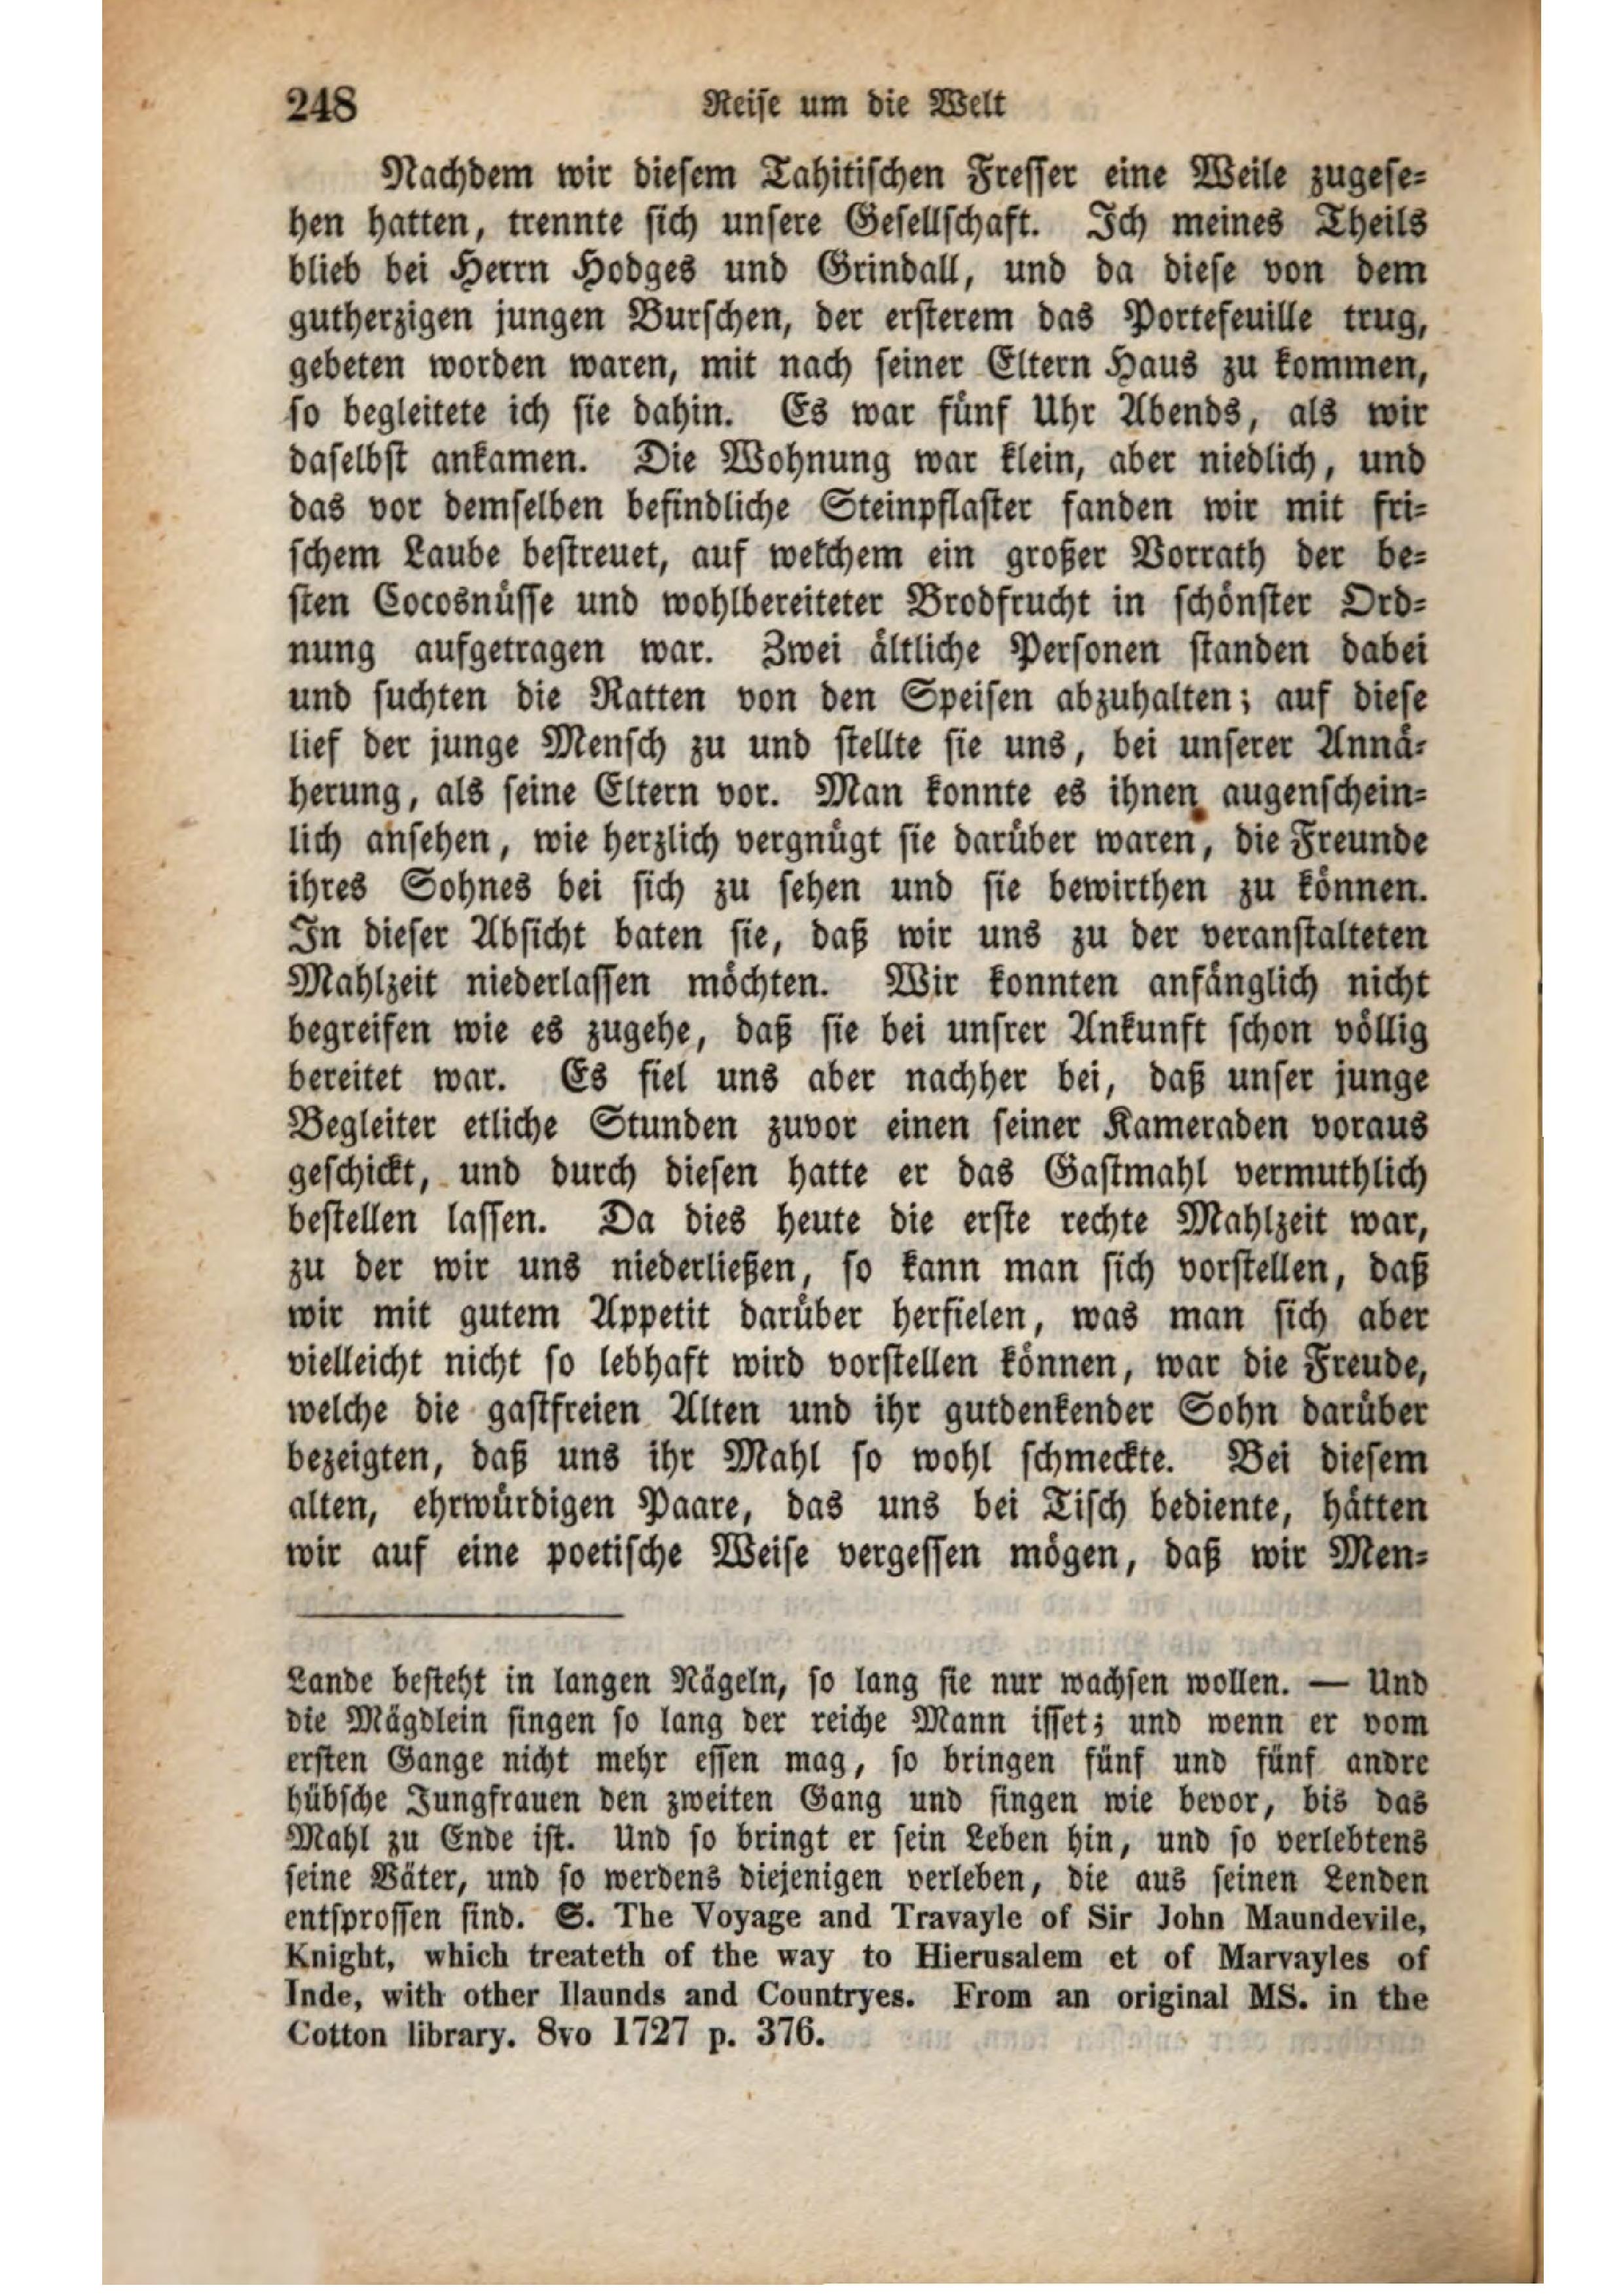 248 Reise um die Welt
Nachdem wir diesem Tahitischen Fresser eine Weile zugese-
hen hatten, trennte sich unsere Gesellschaft. Ich meines Theils
blieb bei Herrn Hodges und Grindall, und da diese von dem
gutherzigen jungen Burschen, der ersterem das Portefeuille trug,
gebeten worden waren, mit nach seiner Eltern Haus zu kommen,
so begleitete ich sie dahin. Es war fünf Uhr Abends, als wir
daselbst ankamen. Die Wohnung war klein, aber niedlich, und
das vor demselben befindliche Steinpflaster fanden wir mit fri-
schem Laube bestreuet, auf welchem ein großer Vorrath der be-
sten Cocosnüsse und wohlbereiteter Brodfrucht in schönster Ord-
nung aufgetragen war. Zwei ältliche Personen standen dabei
und suchten die Ratten von den Speisen abzuhalten; auf diese
lief der junge Mensch zu und stellte sie uns, bei unserer Annä-
herung, als seine Eltern vor. Man konnte es ihnen augenschein-
lich ansehen, wie herzlich vergnügt sie darüber waren, die Freunde
ihres Sohnes bei sich zu sehen und sie bewirthen zu können.
In dieser Absicht baten sie, daß wir uns zu der veranstalteten
Mahlzeit niederlassen möchten. Wir konnten anfänglich nicht
begreifen wie es zugehe, daß sie bei unsrer Ankunft schon völlig
bereitet war. Es fiel uns aber nachher bei, daß unser junge
Begleiter etliche Stunden zuvor einen seiner Kameraden voraus
geschickt, und durch diesen hatte er das Gastmahl vermuthlich
bestellen lassen. Da dies heute die erste rechte Mahlzeit war,
zu der wir uns niederließen, so kann man sich vorstellen, daß
wir mit gutem Appetit darüber herfielen, was man sich aber
vielleicht nicht so lebhaft wird vorstellen können, war die Freude,
welche die gastfreien Alten und ihr gutdenkender Sohn darüber
bezeigten, daß uns ihr Mahl so wohl schmeckte. Bei diesem
alten, ehrwürdigen Paare, das uns bei Tisch bediente, hätten
wir auf eine poetische Weise vergessen mögen, daß wir Men-
Lande besteht in langen Nägeln, so lang sie nur wachsen wollen. — Und
die Mägdlein singen so lang der reiche Mann isset; und wenn er vom
ersten Gange nicht mehr essen mag, so bringen fünf und fünf andre
hübsche Jungfrauen den zweiten Gang und singen wie bevor, bis das
Mahl zu Ende ist. Und so bringt er sein Leben hin, und so verlebtens
seine Väter, und so werdens diejenigen verleben, die aus seinen Lenden
entsprossen sind. S. The Voyage and Travayle of Sir John Maundevile,
Knight, which treateth of the way to Hierusalem et of Marvayles of
Inde, with other Ilaunds and Countryes. From an original MS. in the
Cotton library. 8vo 1727 p. 376.